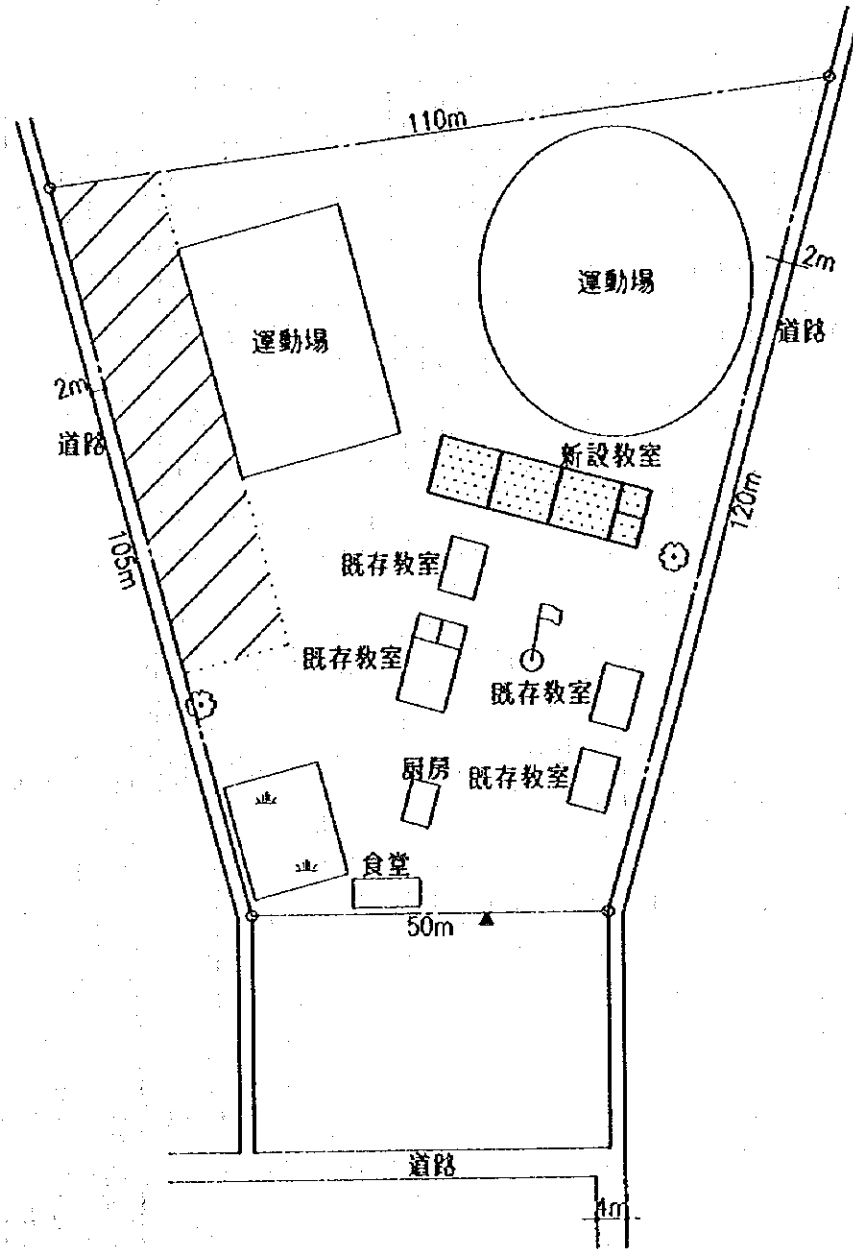 110m
運動場
2m
運動場
道路
2m
道路
新設教室
120m
105m
既存教室
既存教室
既存教室
厨房
既存教室
食堂
50m
道路
4m